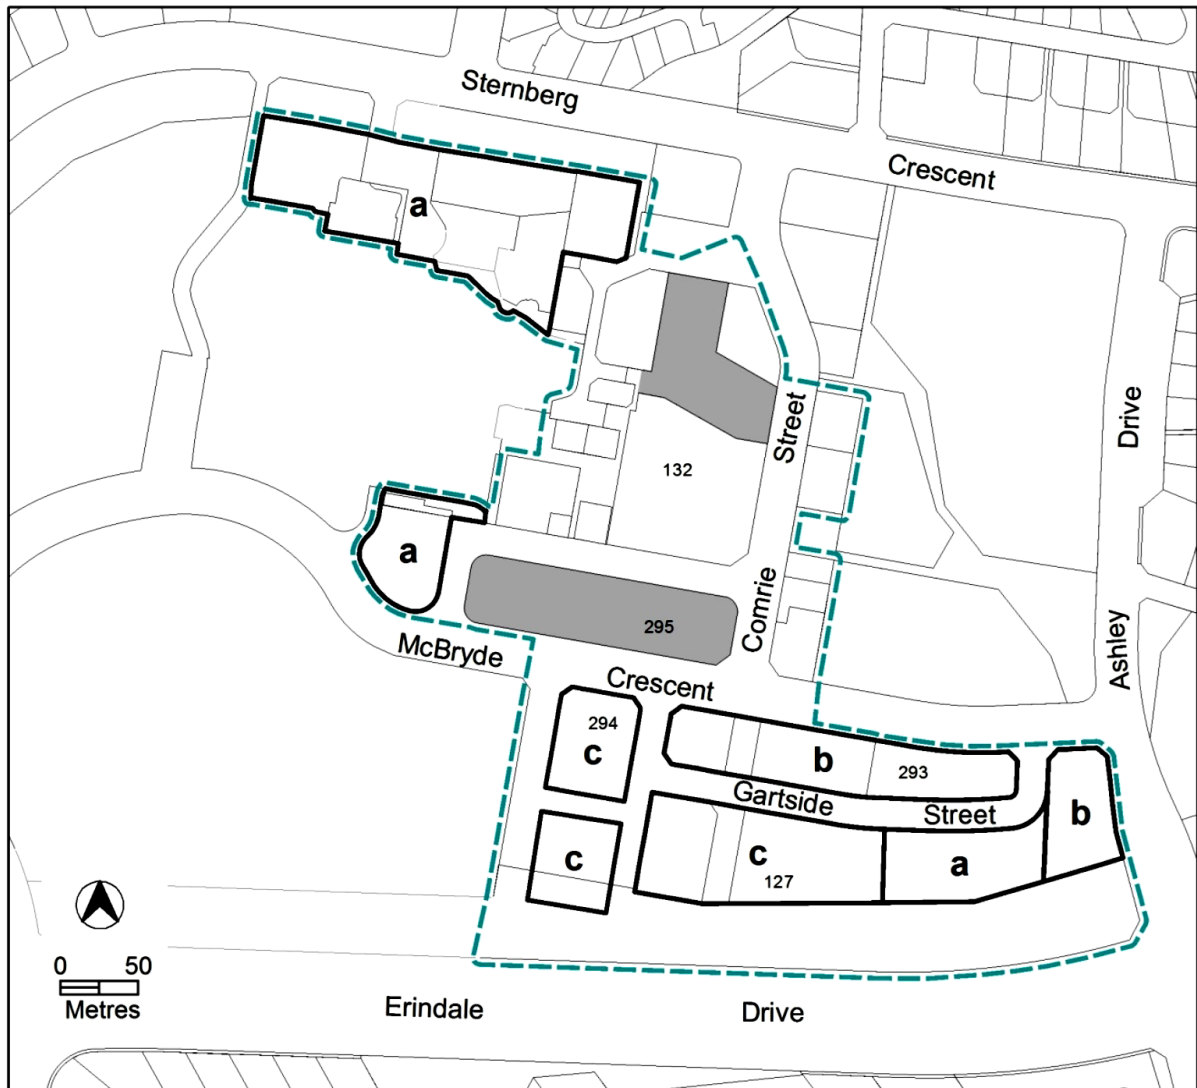 Sternberg
Crescent
a
Drive
Street
132
a
295
Comrie
McBryde
Ashley
Crescent
294
c
b
293
Gartside
Street
b
c
c
127
a
0 50
Metres
Erindale
Drive